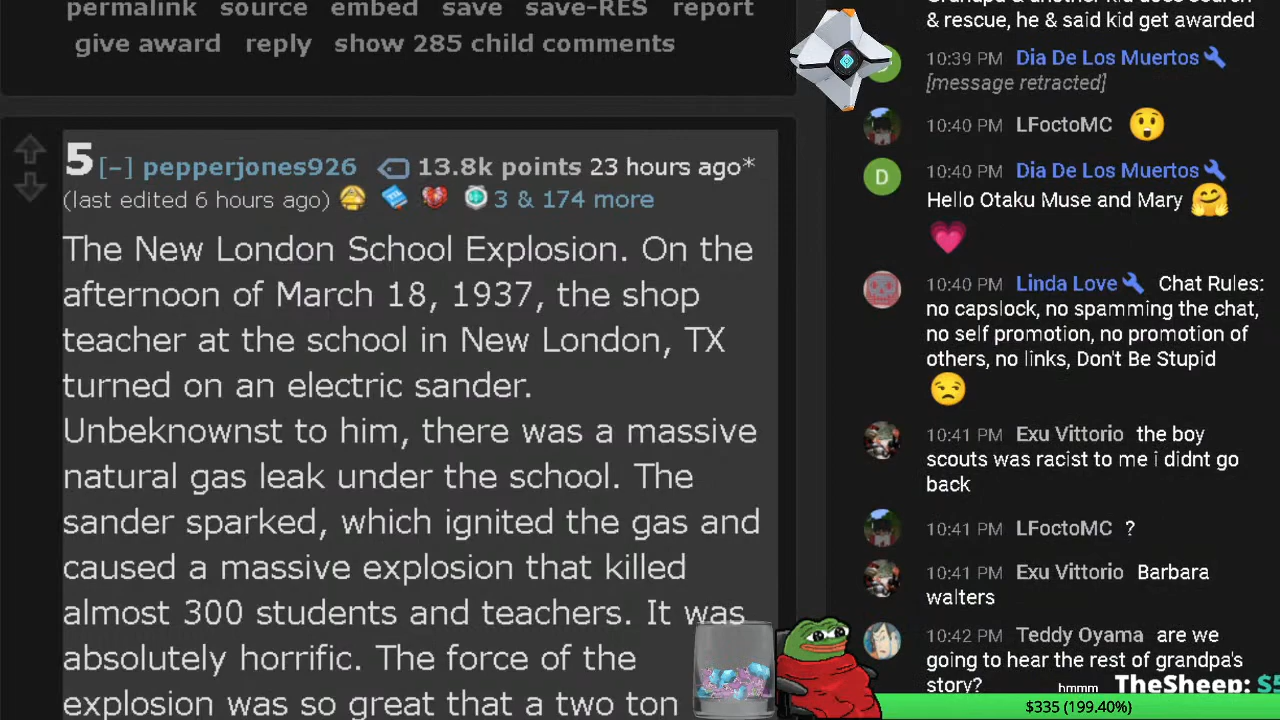 permalink source embed save save-RES report
give award reply show 285 child comments
5 [–] pepperjones926 13.8k points 23 hours ago*
(last edited 6 hours ago) 3 & 174 more
The New London School Explosion. On the
afternoon of March 18, 1937, the shop
teacher at the school in New London, TX
turned on an electric sander.
Unbeknownst to him, there was a massive
natural gas leak under the school. The
sander sparked, which ignited the gas and
caused a massive explosion that killed
almost 300 students and teachers. It was
absolutely horrific. The force of the
explosion was so great that a two ton
& rescue, he & said kid get awarded
10:39 PM Dia De Los Muertos
[message retracted]
10:40 PM LFoctoMC
D
10:40 PM Dia De Los Muertos
Hello Otaku Muse and Mary
10:40 PM Linda Love Chat Rules:
no capslock, no spamming the chat,
no self promotion, no promotion of
others, no links, Don't Be Stupid
10:41 PM Exu Vittorio the boy
scouts was racist to me i didnt go
back
10:41 PM LFoctoMC ?
10:41 PM Exu Vittorio Barbara
walters
10:42 PM Teddy Oyama are we
going to hear the rest of grandpa's
story?
hmmm TheSheep: $5
$335 (199.40%)